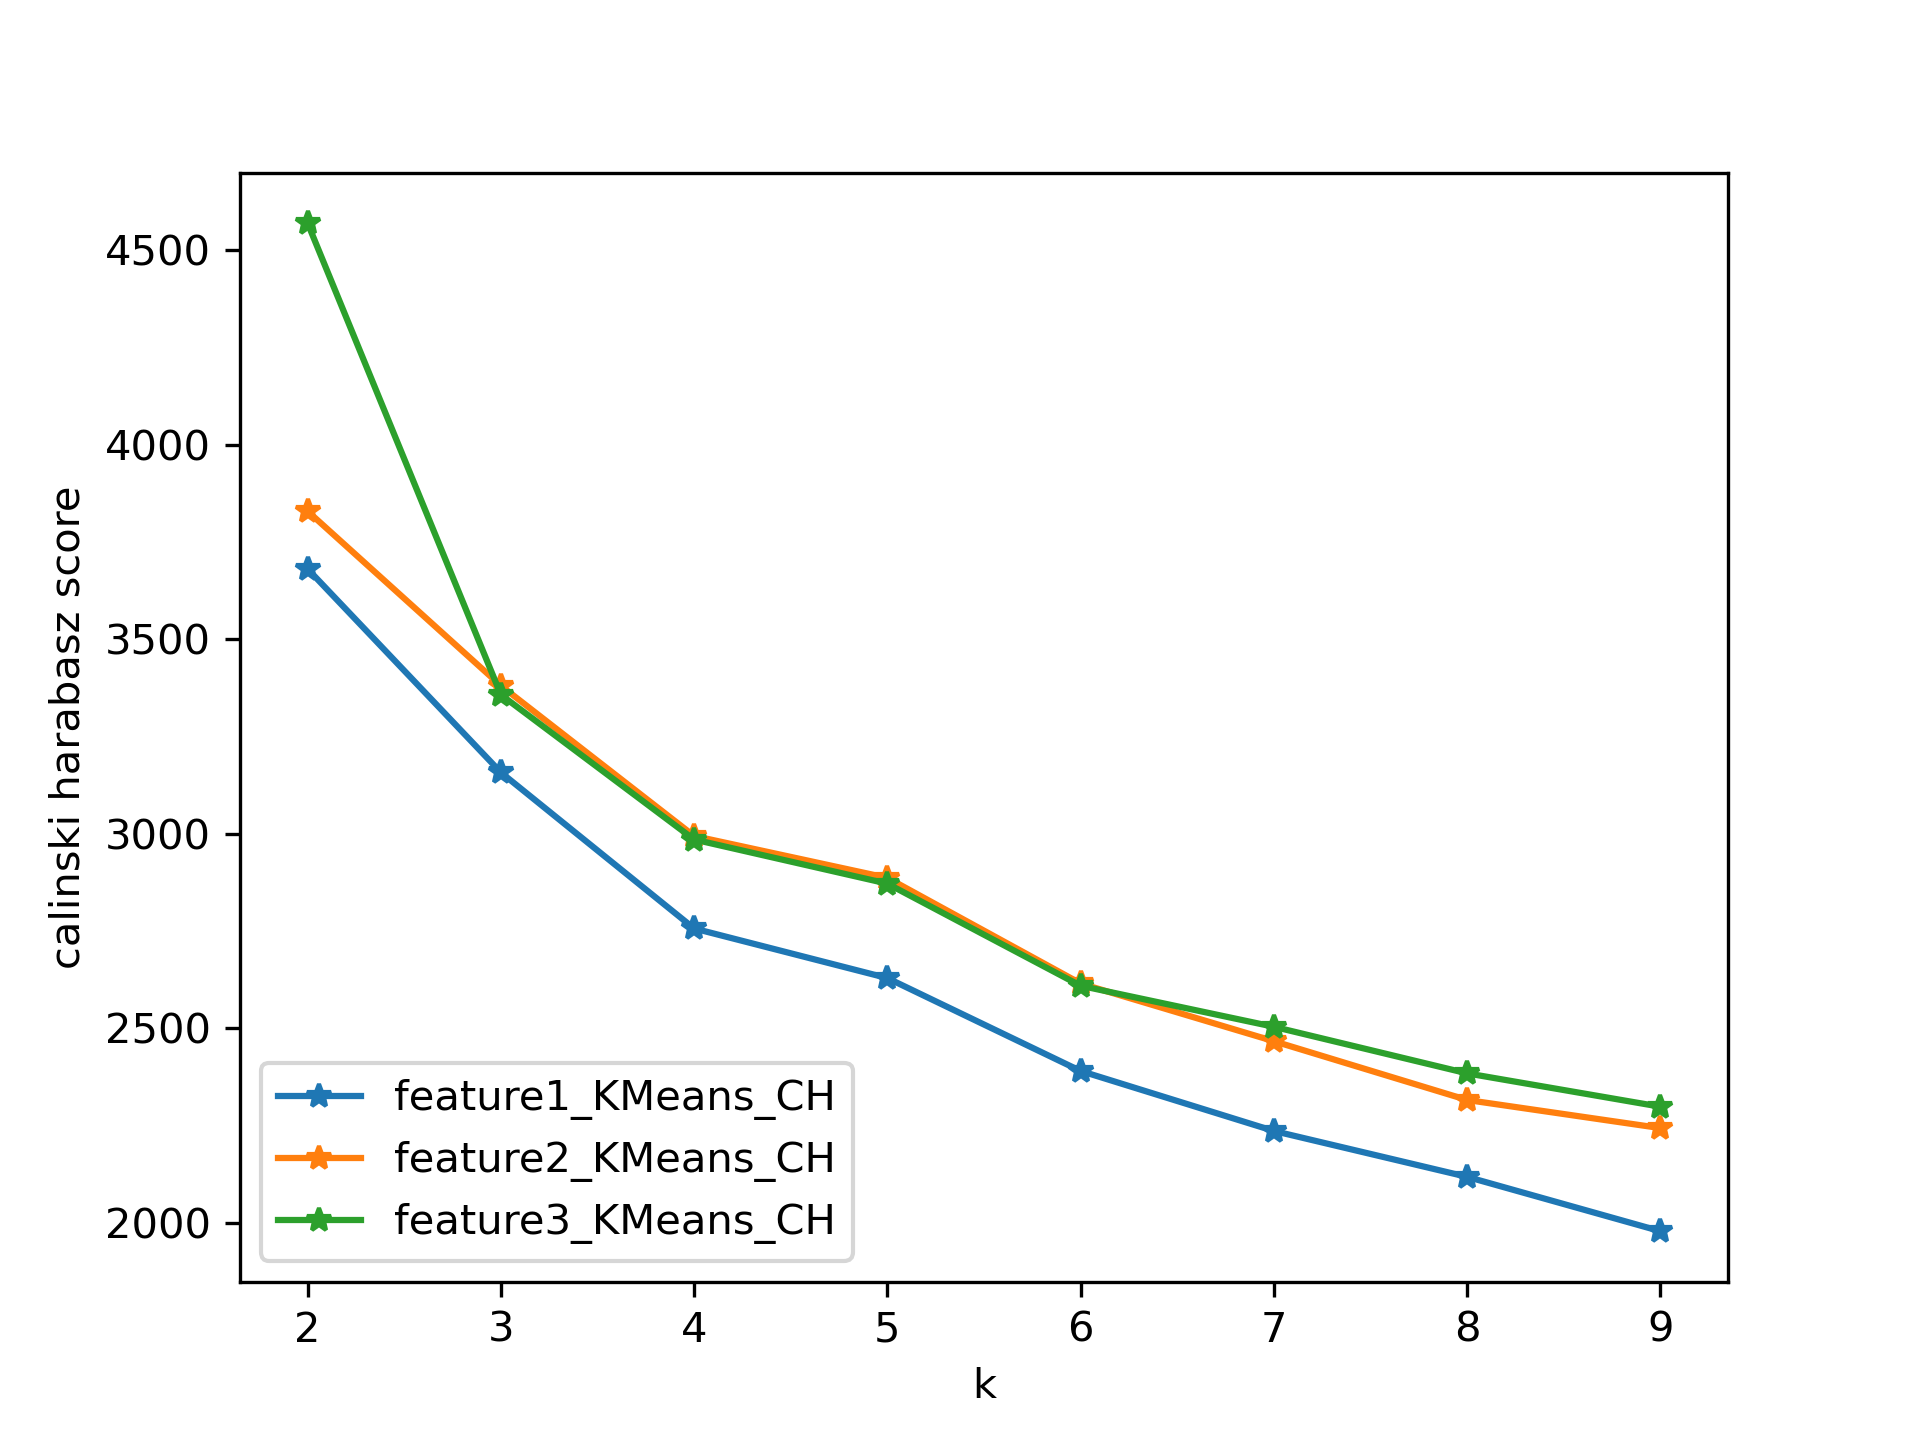 4500
4000
3500
3000
2500
2000
calinski harabasz score
feature1_KMeans_CH
feature2_KMeans_CH
feature3_KMeans_CH
2 3 4 5 6 7 8 9
k